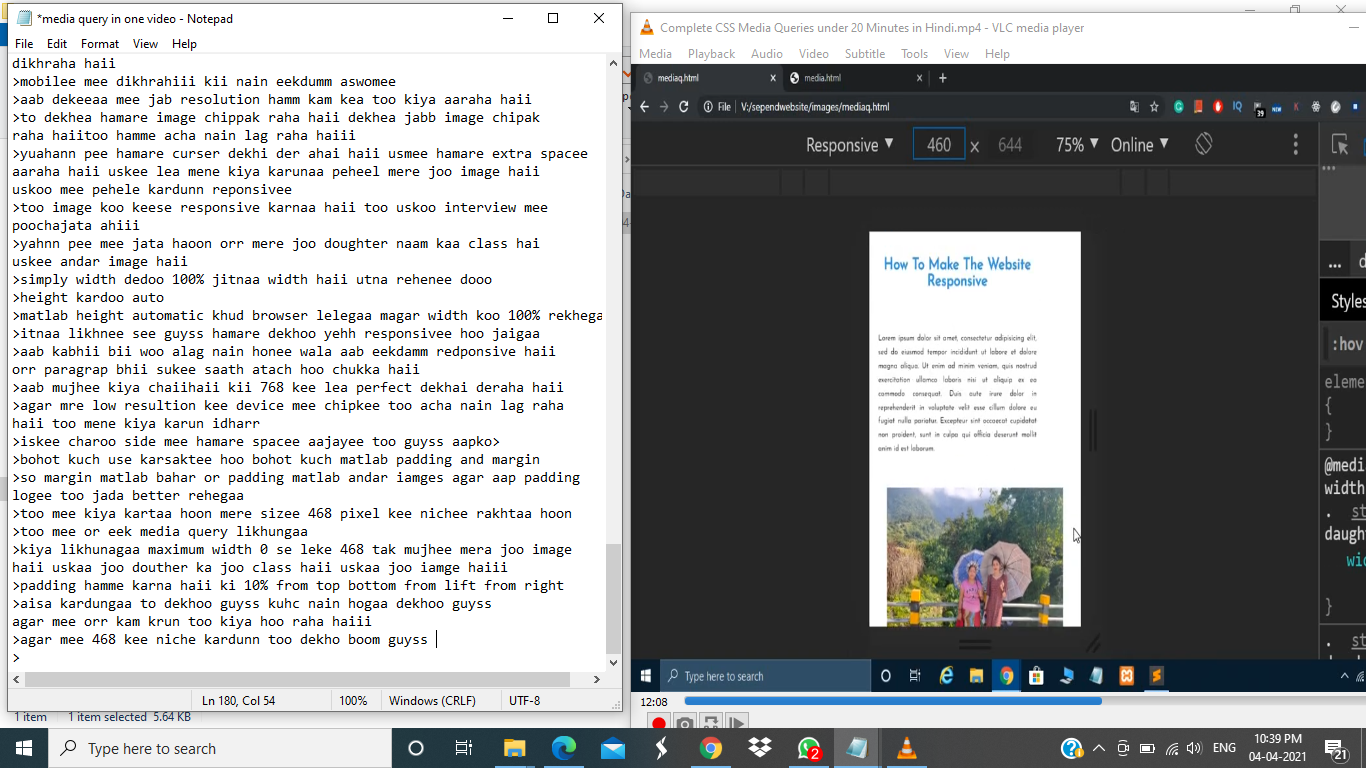 *media query in one video - Notepad
File Edit Format View Help
dikhraha haii
>mobilee mee dikhrahiii kii nain eekdumm aswomee
>aab dekeeaa mee jab resolution hamm kam kea too kiya aaraha haii
>to dekhea hamare image chippak raha haii dekhea jabb image chipak
raha haiitoo hamme acha nain lag raha haiii
>yuahann pee hamare curser dekhi der ahai haii usmee hamare extra spacee
aaraha haii uskee lea mene kiya karunaa peheel mere joo image haii
uskoo mee pehele kardunn reponsivee
>too image koo keese responsive karnaa haii too uskoo interview mee
poochajata ahiii
>yahnn pee mee jata haoon orr mere joo doughter naam kaa class hai
uskee andar image haii
>simply width dedoo 100% jitnaa width haii utna rehenee dooo
>height kardoo auto
>matlab height automatic khud browser lelegaa magar width koo 100% rekhega
>itnaa likhnee see guyss hamare dekhoo yehh responsivee hoo jaigaa
>aab kabhii bii woo alag nain honee wala aab eekdamm redponsive haii
orr paragrap bhii sukee saath atach hoo chukka haii
>aab mujhee kiya chaiihaii kii 768 kee lea perfect dekhai deraha haii
>agar mre low resultion kee device mee chipkee too acha nain lag raha
haii too mene kiya karun idharr
>iskee charoo side mee hamare spacee aajayee too guyss aapko>
>bohot kuch use karsaktee hoo bohot kuch matlab padding and margin
>so margin matlab bahar or padding matlab andar iamges agar aap padding
logee too jada better rehegaa
>too mee kiya kartaa hoon mere sizee 468 pixel kee nichee rakhtaa hoon
>too mee or eek media query likhungaa
>kiya likhunagaa maximum width 0 se leke 468 tak mujhee mera joo image
haii uskaa joo douther ka joo class haii uskaa joo iamge haiii
>padding hamme karna haii ki 10% from top bottom from lift from right
>aisa kardungaa to dekhoo guyss kuhc nain hogaa dekhoo guyss
agar mee orr kam krun too kiya hoo raha haiii
>agar mee 468 kee niche kardunn too dekho boom guyss
>
Ln 180, Col 54 100% Windows (CRLF) UTF-8
1 item 1 item selected 5.64 KB
Complete CSS Media Queries under 20 Minutes in Hindi.mp4 - VLC media player
Media Playback Audio Video Subtitle Tools View Help
mediaq.html media.html
File V:/sependwebsite/images/mediaq.html
Responsive 460 x 644 75% Online
How To Make The Website
Responsive
Lorem ipsum dolor sit amet, consectetur adipisicing elit,
sed do eiusmod tempor incididunt ut labore et dolore
magna aliqua. Ut enim ad minim veniam, quis nostrud
exercitation ullamco laboris nisi ut aliquip ex ea
commodo consequat. Duis aute irure dolor in
reprehenderit in voluptate velit esse cillum dolore eu
fugiat nulla pariatur. Excepteur sint occaecat cupidatat
non proident, sunt in culpa qui officia deserunt mollit
anim id est laborum.
Styles
:hov
eleme
{
}
@medi
width
. st
daugh
wid
}
. st
Type here to search
12:08
Type here to search
2
ENG
10:39 PM
04-04-2021
21